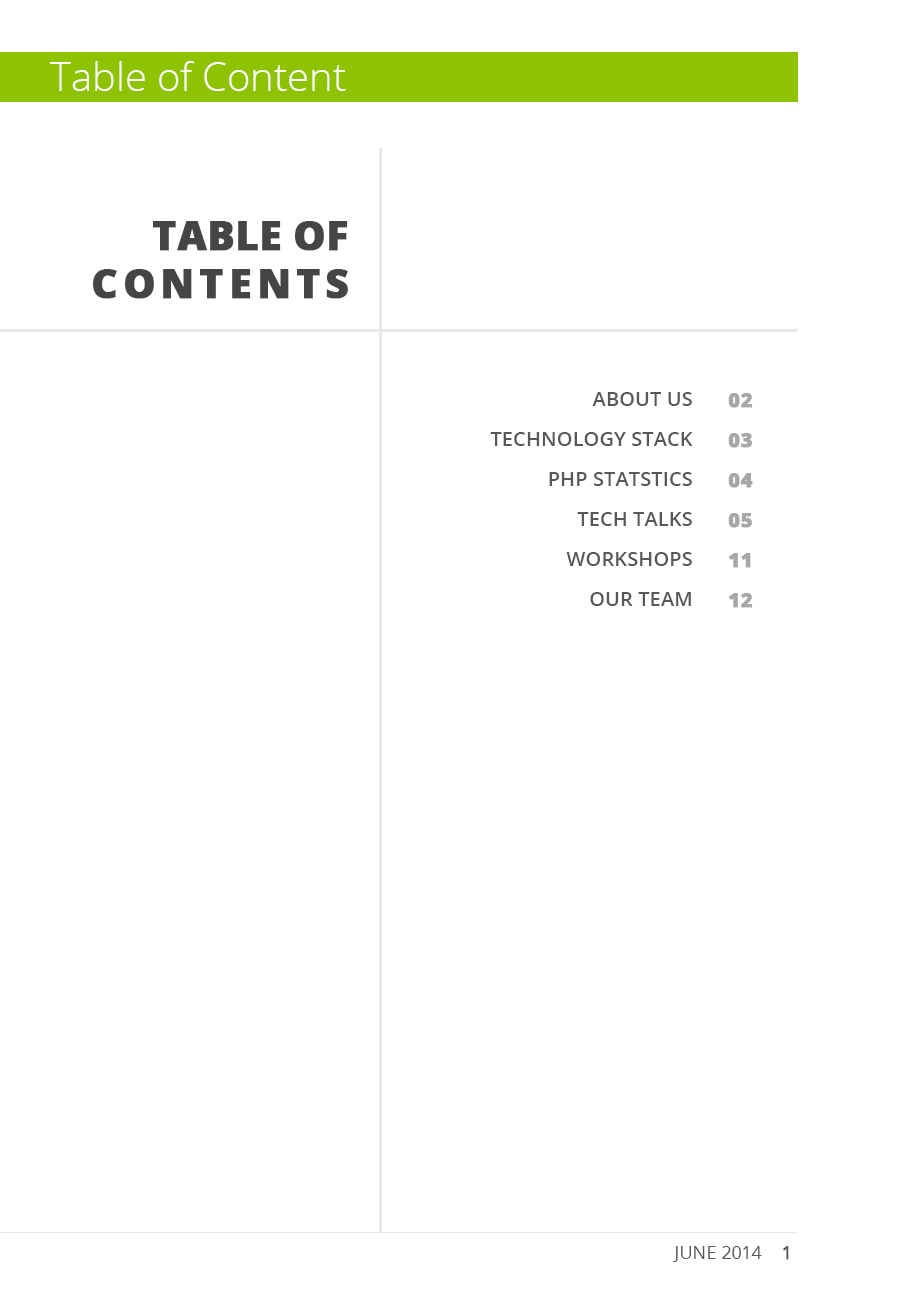 Table of Content
TABLE OF
CONTENTS
ABOUT US 02
TECHNOLOGY STACK 03
PHP STATSTICS 04
TECH TALKS 05
WORKSHOPS 11
OUR TEAM 12
JUNE 2014 1